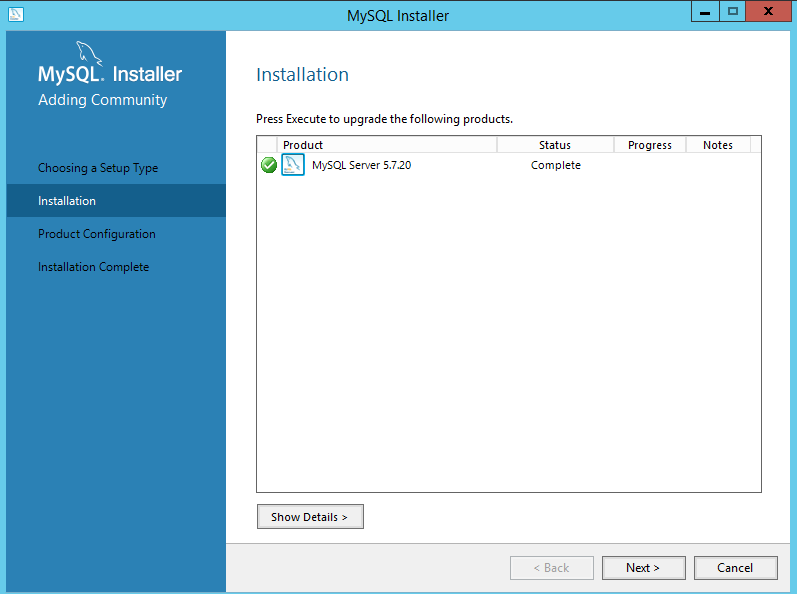 MySQL Installer
MySQL. Installer
Adding Community
Choosing a Setup Type
Installation
Product Configuration
Installation Complete
Installation
Press Execute to upgrade the following products.
Product Status Progress Notes
MySQL Server 5.7.20 Complete
Show Details >
< Back Next > Cancel